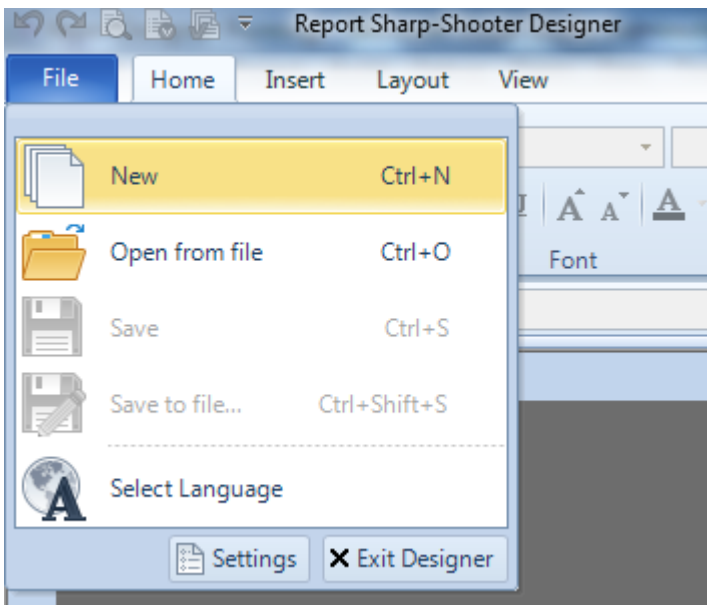 Report Sharp-Shooter Designer
File Home Insert Layout View
New Ctrl+N
Open from file Ctrl+O
Font
Save Ctrl+S
Save to file... Ctrl+Shift+S
Select Language
Settings Exit Designer